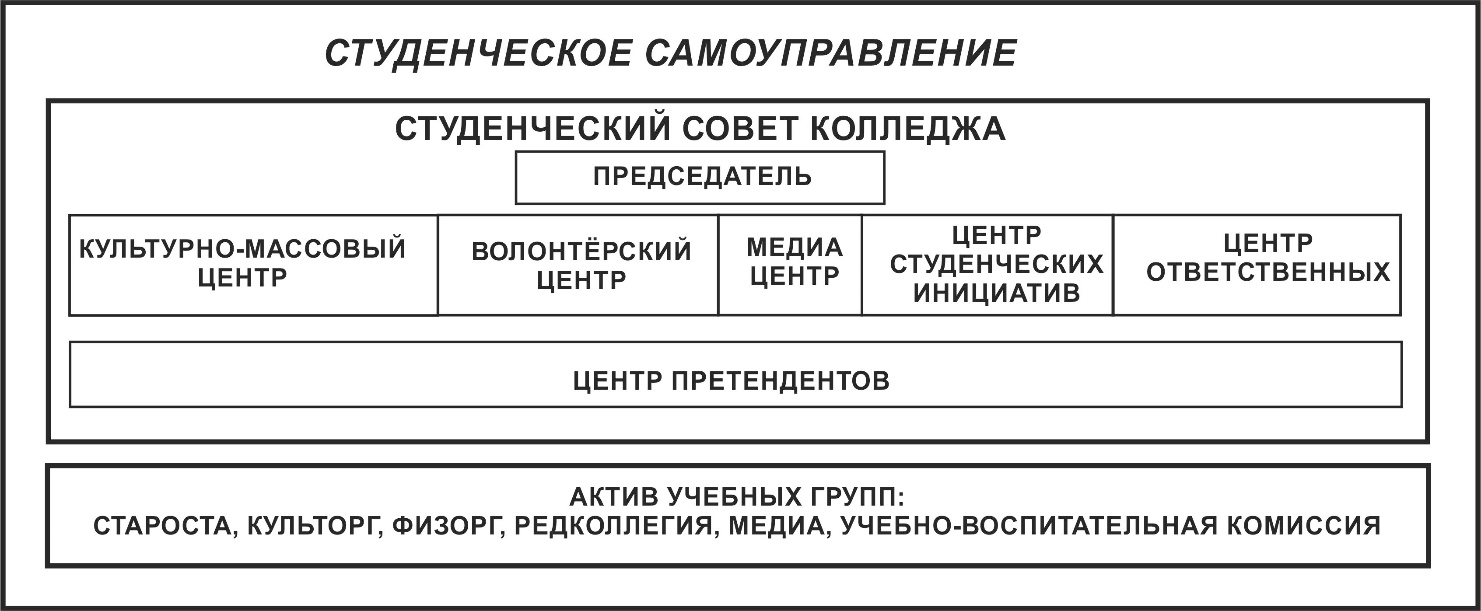 СТУДЕНЧЕСКОЕ САМОУПРАВЛЕНИЕ
СТУДЕНЧЕСКИЙ СОВЕТ КОЛЛЕДЖА
ПРЕДСЕДАТЕЛЬ
КУЛЬТУРНО-МАССОВЫЙ
ЦЕНТР
ВОЛОНТЁРСКИЙ
ЦЕНТР
МЕДИА
ЦЕНТР
ЦЕНТР
СТУДЕНЧЕСКИХ
ИНИЦИАТИВ
ЦЕНТР
ОТВЕТСТВЕННЫХ
ЦЕНТР ПРЕТЕНДЕНТОВ
АКТИВ УЧЕБНЫХ ГРУПП:
СТАРОСТА, КУЛЬТОРГ, ФИЗОРГ, РЕДКОЛЛЕГИЯ, МЕДИА, УЧЕБНО-ВОСПИТАТЕЛЬНАЯ КОМИССИЯ